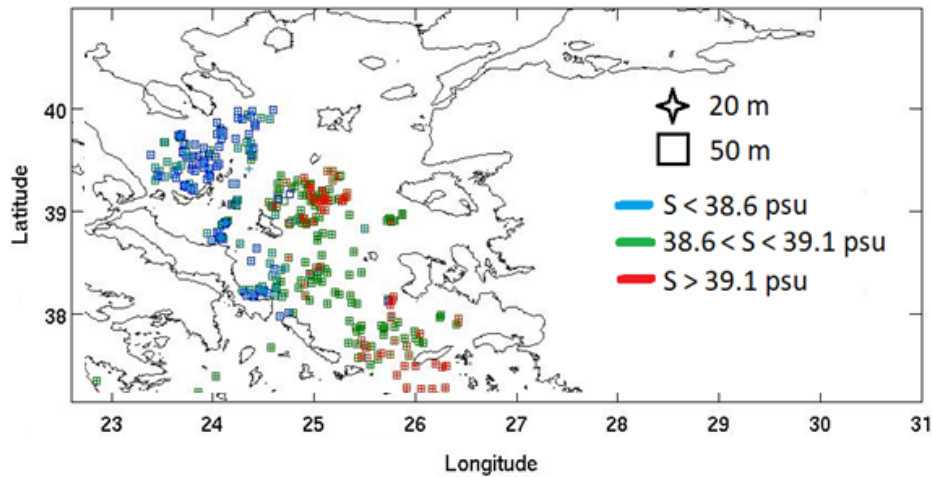 40
39
38
Latitude
20 m
50 m
S < 38.6 psu
38.6 < S < 39.1 psu
S > 39.1 psu
23 24 25 26 27 28 29 30 31
Longitude